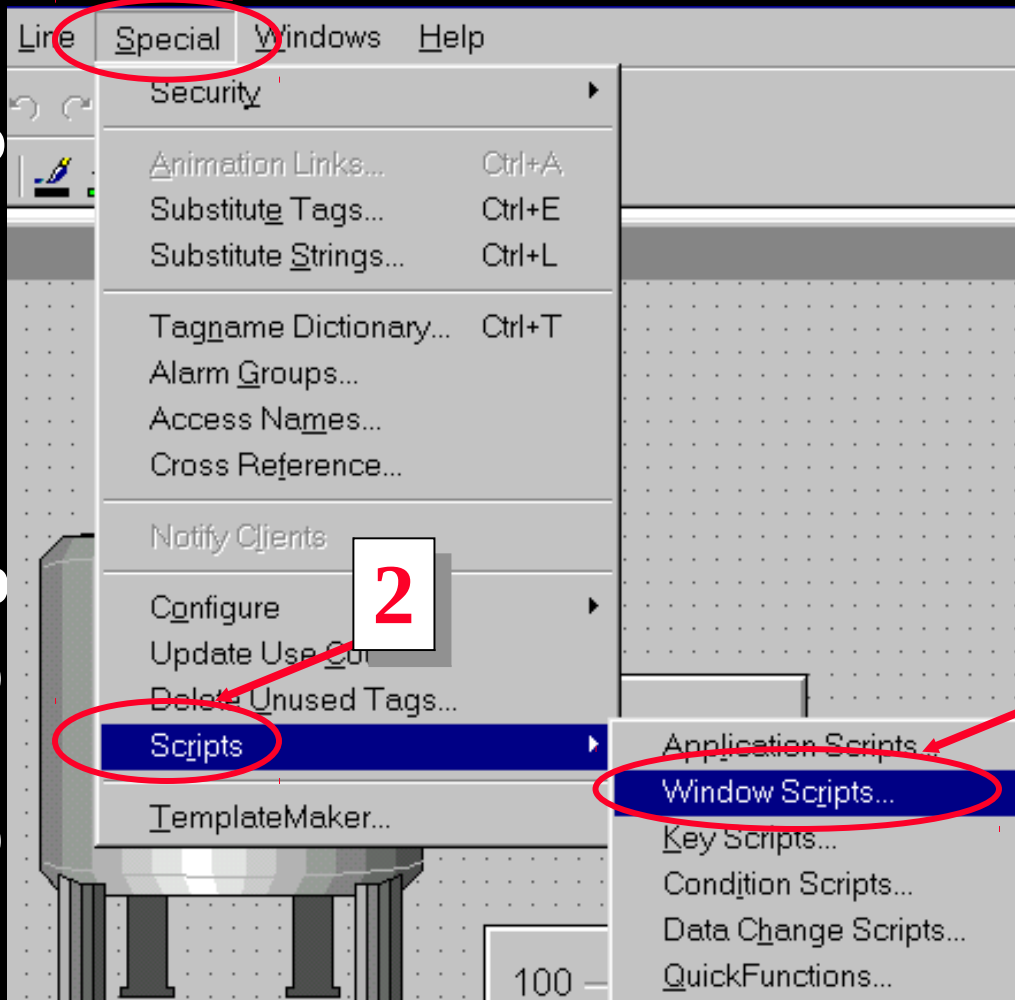 Line Special Windows Help
Security
Animation Links... Ctrl+A
Substitute Tags... Ctrl+E
Substitute Strings... Ctrl+L
Tagname Dictionary... Ctrl+T
Alarm Groups...
Access Names...
Cross Reference...
Notify Clients
2
Configure
Update Use
Delete Unused Tags...
Scripts
Application Scripts...
Window Scripts...
TemplateMaker...
Key Scripts...
Condition Scripts...
Data Change Scripts...
QuickFunctions...
100